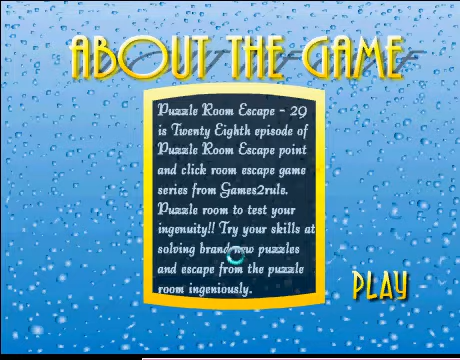 ABOUT THE GAME
Puzzle Room Escape - 29
is Twenty Eighth episode of
Puzzle Room Escape point
and click room escape game
series from Games2rule.
Puzzle room to test your
ingenuity!! Try your skills at
solving brand new puzzles
and escape from the puzzle
room ingeniously.
PLAY